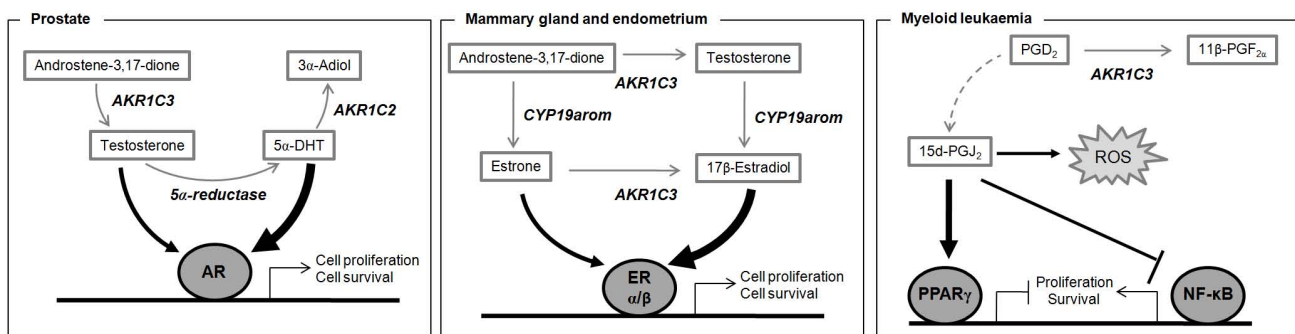 Prostate
Androstene-3,17-dione
3α-Adiol
AKR1C3
AKR1C2
Testosterone
5α-DHT
5α-reductase
AR
Cell proliferation
Cell survival
Mammary gland and endometrium
Androstene-3,17-dione
Testosterone
AKR1C3
CYP19arom
CYP19arom
Estrone
17β-Estradiol
AKR1C3
ER
α/β
Cell proliferation
Cell survival
Myeloid leukaemia
PGD₂
11β-PGF₂α
AKR1C3
15d-PGJ₂
ROS
PPARγ
Proliferation
Survival
NF-κB